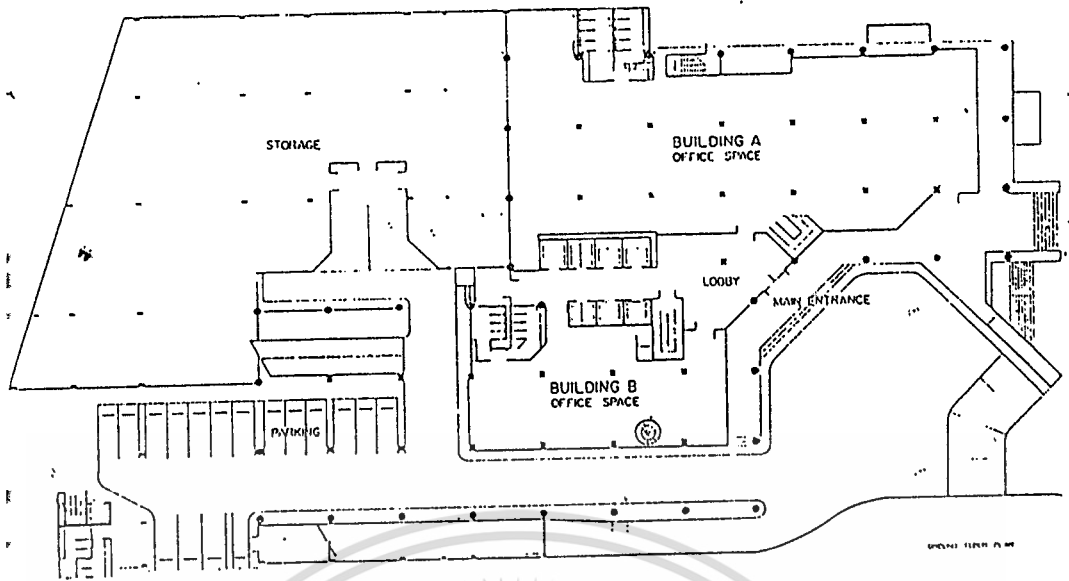 STORAGE
BUILDING A
OFFICE SPACE
LOBBY
MAIN ENTRANCE
BUILDING B
OFFICE SPACE
PARKING